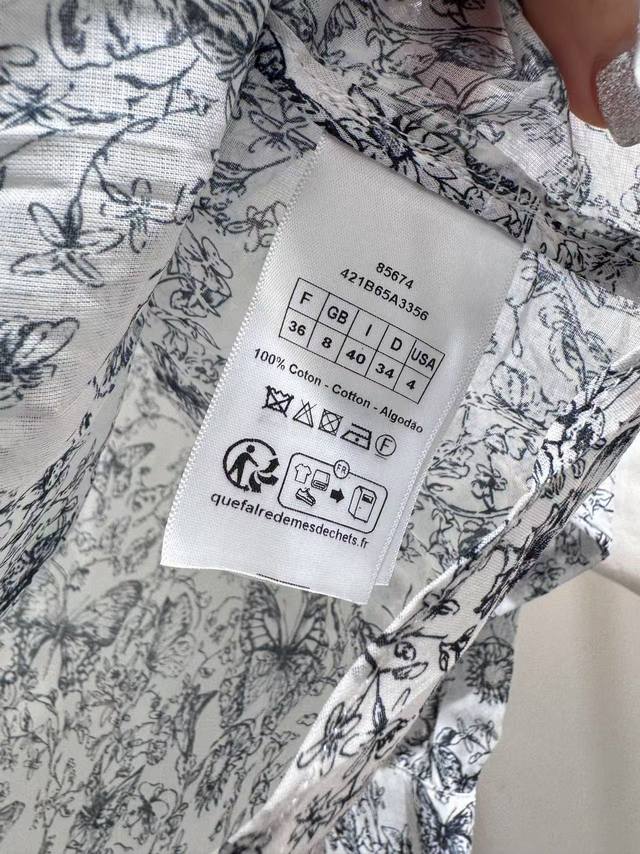 85674
421B65A3356
F GB I D USA
36 8 40 34 4
100% Coton - Cotton - Algodão
F
FR
quefairedemesdechets.fr